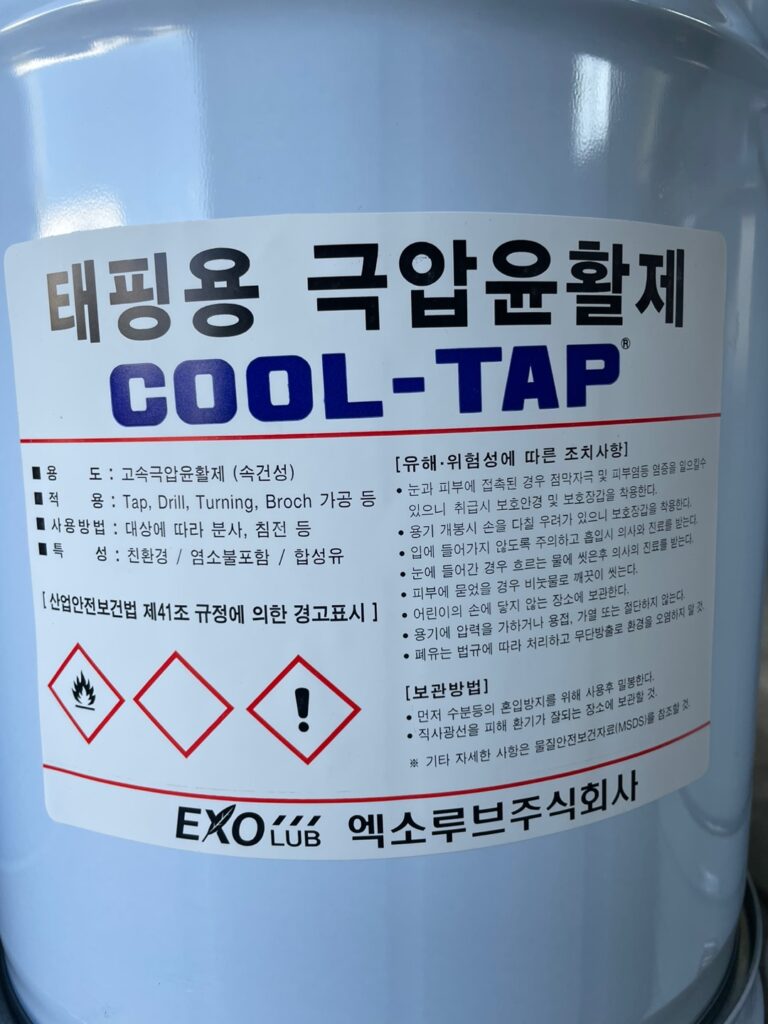 태핑용 극압윤활제
COOL-TAP®
■ 용 도 : 고속극압윤활제 (속건성)
■ 적 용 : Tap, Drill, Turning, Broch 가공 등
■ 사용방법 : 대상에 따라 분사, 침전 등
■ 특 성 : 친환경 / 염소불포함 / 합성유
[ 산업안전보건법 제41조 규정에 의한 경고표시 ]
[유해·위험성에 따른 조치사항]
• 눈과 피부에 접촉된 경우 점막자극 및 피부염등 염증을 일으킬수
있으니 취급시 보호안경 및 보호장갑을 착용한다.
• 용기 개봉시 손을 다칠 우려가 있으니 보호장갑을 착용한다.
• 입에 들어가지 않도록 주의하고 흡입시 의사와 진료를 받는다.
• 눈에 들어간 경우 흐르는 물에 씻은후 의사의 진료를 받는다.
• 피부에 묻었을 경우 비눗물로 깨끗이 씻는다.
• 어린이의 손에 닿지 않는 장소에 보관한다.
• 용기에 압력을 가하거나 용접, 가열 또는 절단하지 않는다.
• 폐유는 법규에 따라 처리하고 무단방출로 환경을 오염하지 말 것.
[보관방법]
• 먼저 수분등의 혼입방지를 위해 사용후 밀봉한다.
• 직사광선을 피해 환기가 잘되는 장소에 보관할 것.
※ 기타 자세한 사항은 물질안전보건자료(MSDS)를 참조할 것.
EXO LUB 엑소루브주식회사